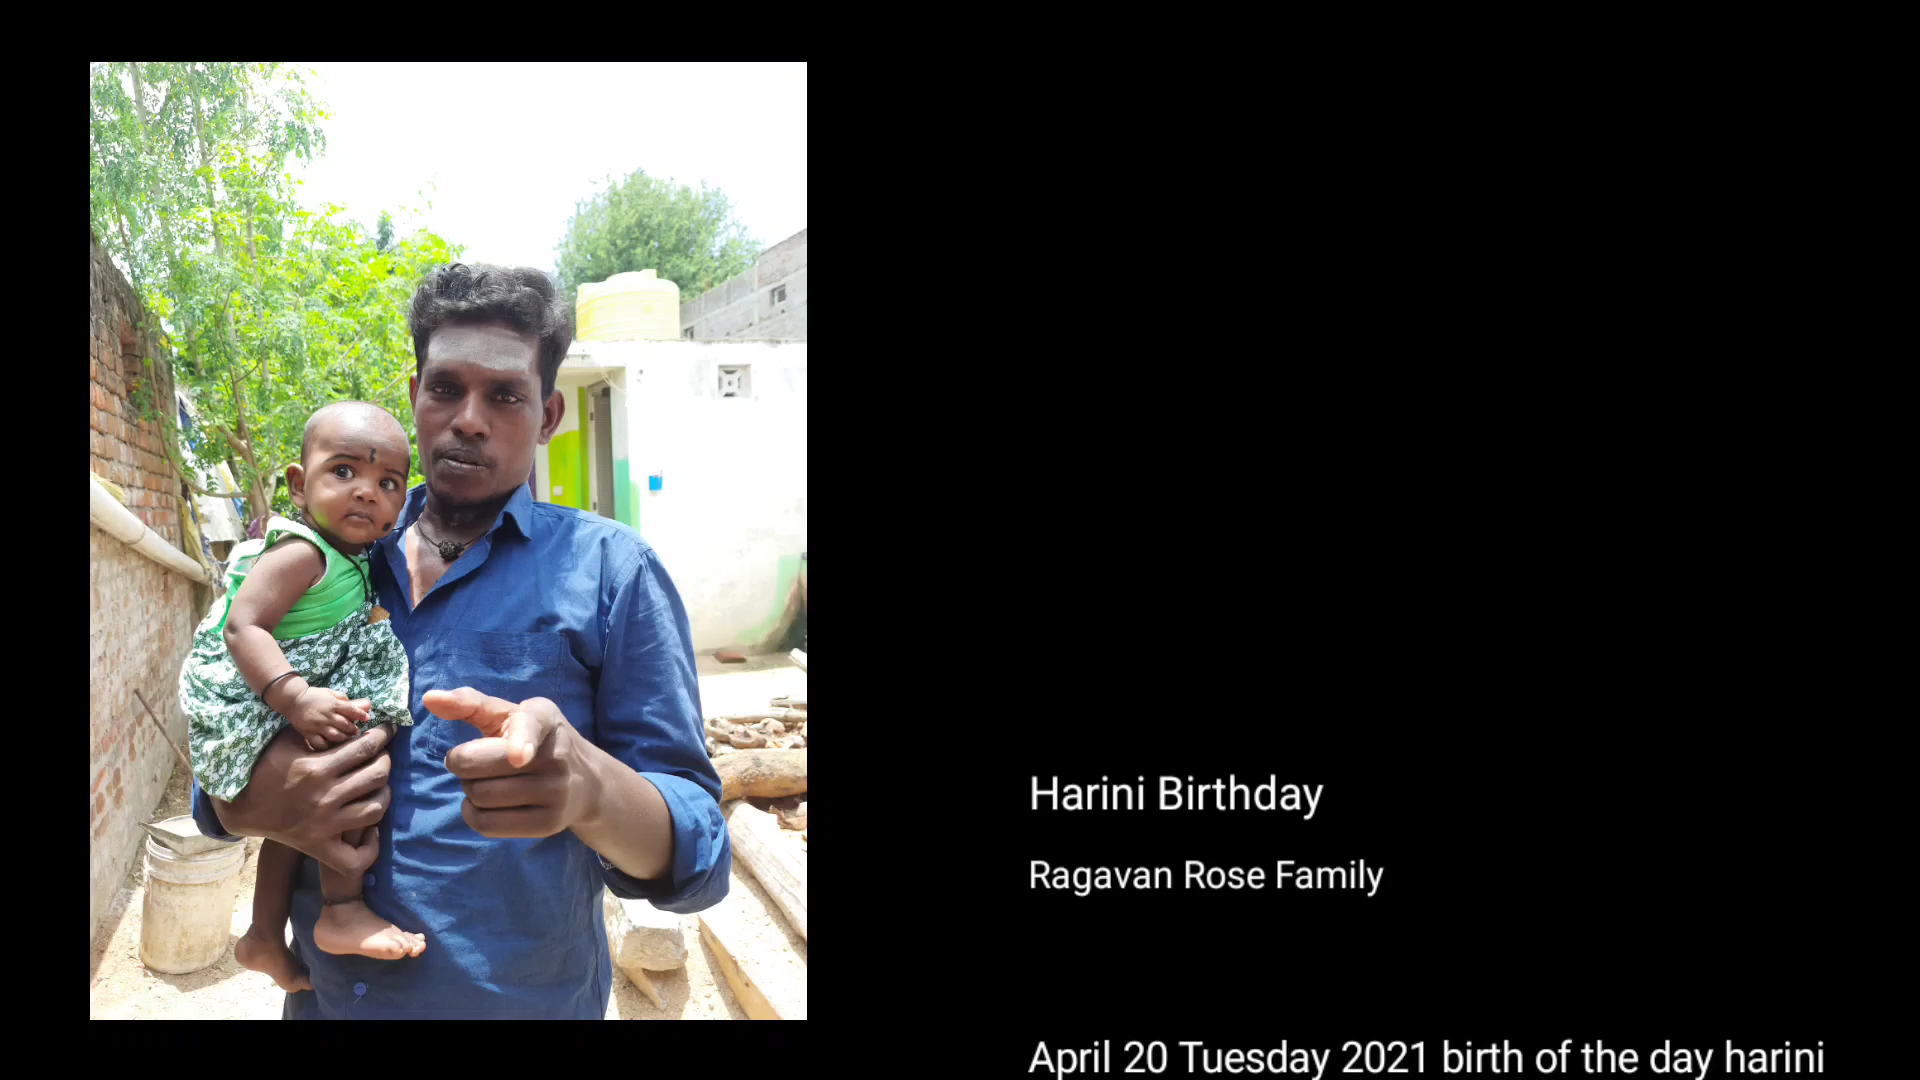 Harini Birthday
Ragavan Rose Family
April 20 Tuesday 2021 birth of the day harini